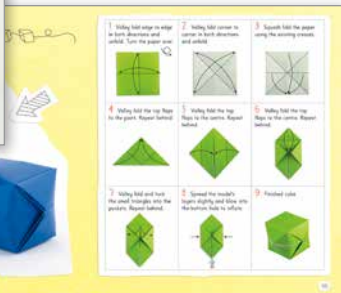 1 Valley fold edge to edge
in both directions and
unfold. Turn the paper over.
2 Valley fold corner to
corner in both directions
and unfold.
3 Squash fold the paper
using the existing creases.
4 Valley fold the top flaps
to the point. Repeat behind.
5 Valley fold the top
flaps to the centre. Repeat
behind.
6 Valley fold the top
flaps to the centre. Repeat
behind.
7 Valley fold and tuck
the small triangles into the
pockets. Repeat behind.
8 Spread the model's
layers slightly and blow into
the bottom hole to inflate.
9 Finished cube.